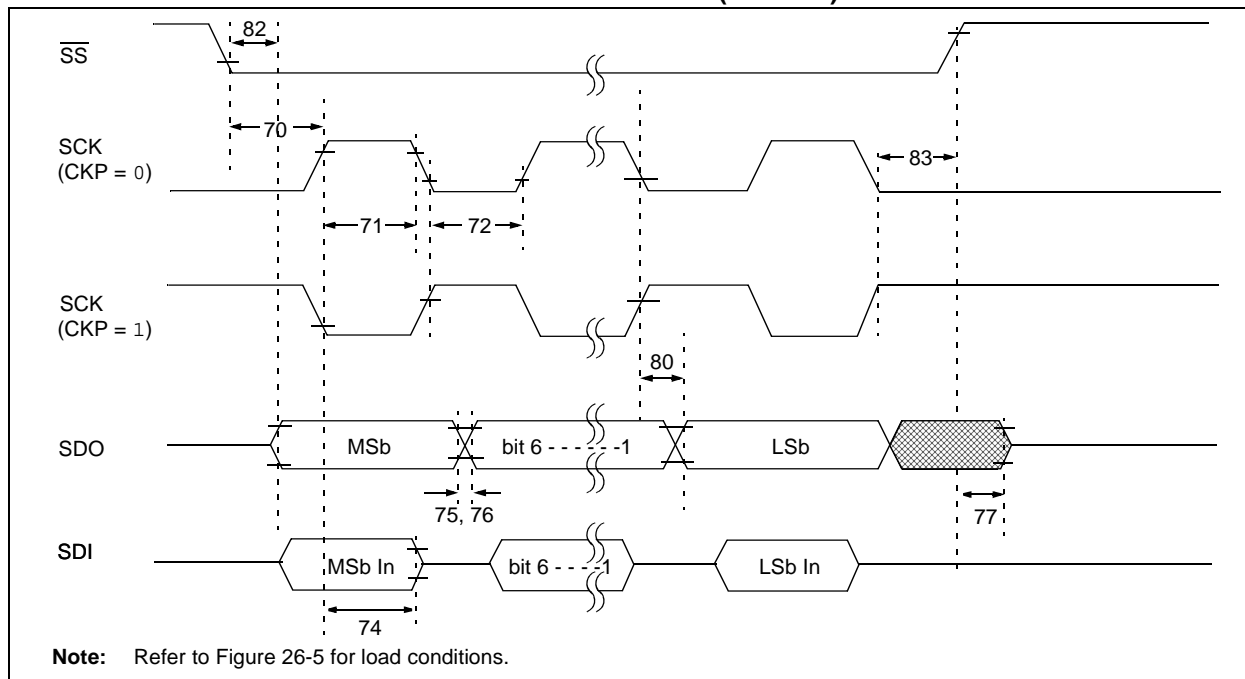 82
SS
70
SCK
(CKP = 0)
83
71
72
SCK
(CKP = 1)
80
SDO
MSb
bit 6 - - - - - -1
LSb
75, 76
77
SDI
MSb In
bit 6 - - - -1
LSb In
74
Note: Refer to Figure 26-5 for load conditions.